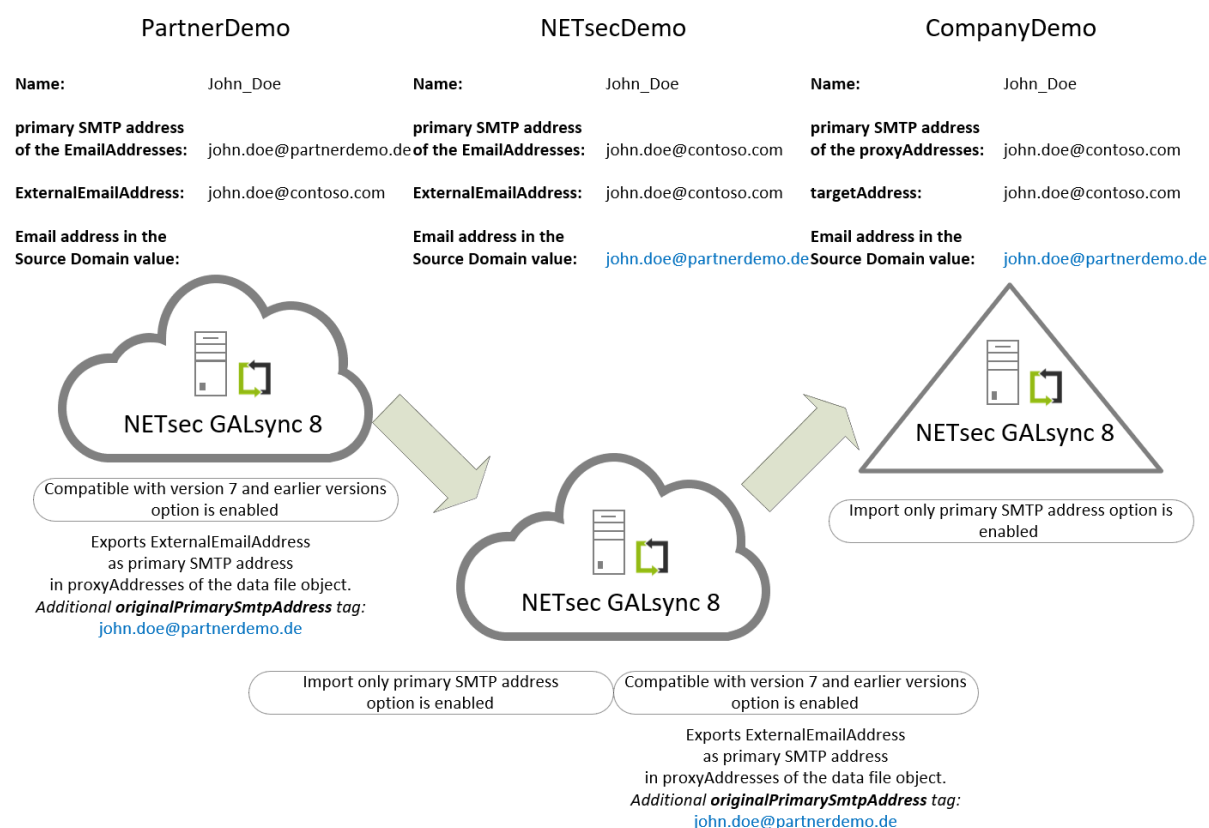 PartnerDemo
NETsecDemo
CompanyDemo
Name: John_Doe
Name: John_Doe
Name: John_Doe
primary SMTP address
of the EmailAddresses: john.doe@partnerdemo.de
primary SMTP address
of the EmailAddresses: john.doe@contoso.com
primary SMTP address
of the proxyAddresses: john.doe@contoso.com
ExternalEmailAddress: john.doe@contoso.com
ExternalEmailAddress: john.doe@contoso.com
targetAddress: john.doe@contoso.com
Email address in the
Source Domain value:
Email address in the
Source Domain value: john.doe@partnerdemo.de
Email address in the
Source Domain value: john.doe@partnerdemo.de
NETsec GALsync 8
NETsec GALsync 8
Compatible with version 7 and earlier versions
option is enabled
Exports ExternalEmailAddress
as primary SMTP address
in proxyAddresses of the data file object.
Additional originalPrimarySmtpAddress tag:
john.doe@partnerdemo.de
Import only primary SMTP address option is
enabled
NETsec GALsync 8
Import only primary SMTP address
option is enabled
Compatible with version 7 and earlier versions
option is enabled
Exports ExternalEmailAddress
as primary SMTP address
in proxyAddresses of the data file object.
Additional originalPrimarySmtpAddress tag:
john.doe@partnerdemo.de